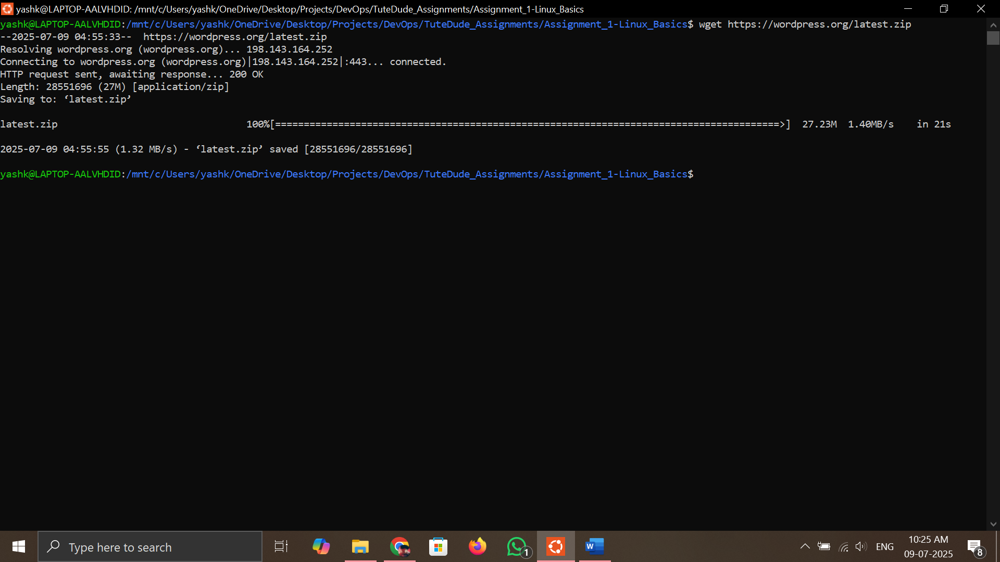 yashk@LAPTOP-AALVHDID: /mnt/c/Users/yashk/OneDrive/Desktop/Projects/DevOps/TuteDude_Assignments/Assignment_1-Linux_Basics
yashk@LAPTOP-AALVHDID:/mnt/c/Users/yashk/OneDrive/Desktop/Projects/DevOps/TuteDude_Assignments/Assignment_1-Linux_Basics$ wget https://wordpress.org/latest.zip
--2025-07-09 04:55:33--  https://wordpress.org/latest.zip
Resolving wordpress.org (wordpress.org)... 198.143.164.252
Connecting to wordpress.org (wordpress.org)|198.143.164.252|:443... connected.
HTTP request sent, awaiting response... 200 OK
Length: 28551696 (27M) [application/zip]
Saving to: ‘latest.zip’
latest.zip 100%[========================================================================================>] 27.23M 1.40MB/s in 21s
2025-07-09 04:55:55 (1.32 MB/s) - ‘latest.zip’ saved [28551696/28551696]
yashk@LAPTOP-AALVHDID:/mnt/c/Users/yashk/OneDrive/Desktop/Projects/DevOps/TuteDude_Assignments/Assignment_1-Linux_Basics$
Type here to search
1
W
ENG
10:25 AM
09-07-2025
8